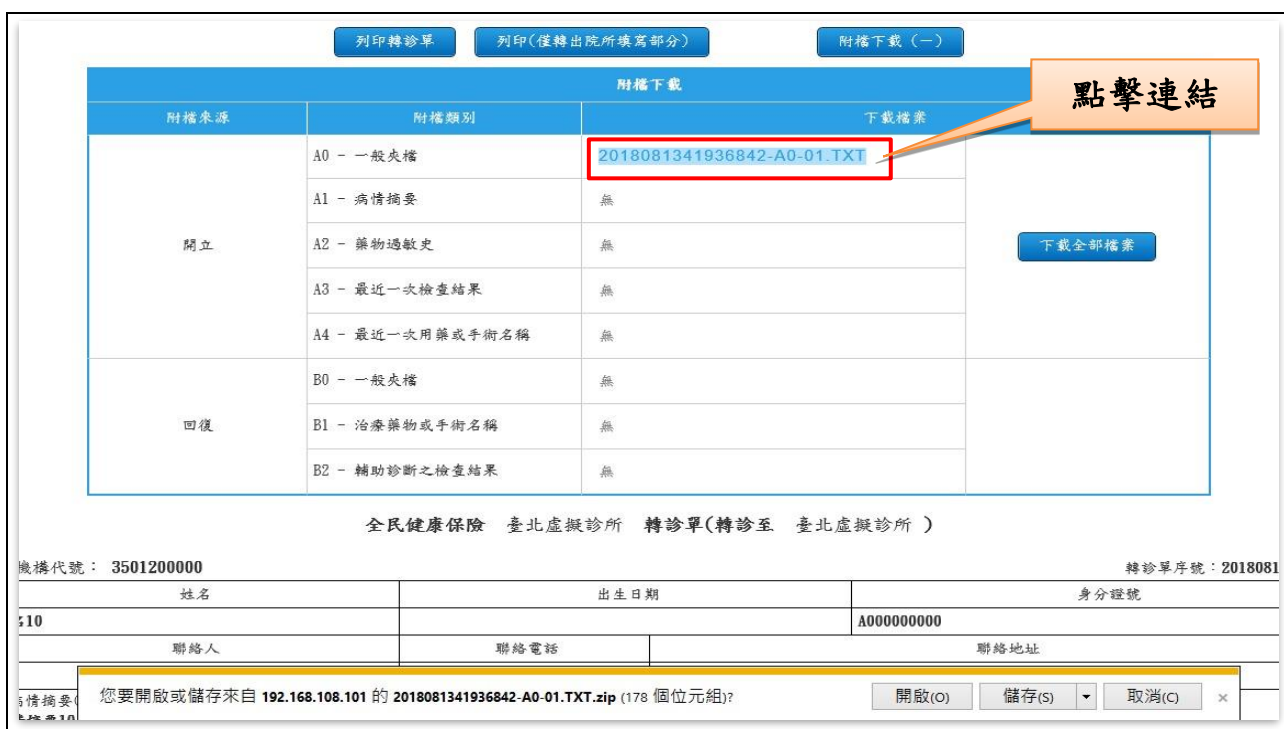 列印轉診單 列印(僅轉出院所填寫部分) 附檔下載 (一)
附檔下載
點擊連結
附檔來源 附檔類別 下載檔案
A0 - 一般夾檔 2018081341936842-A0-01.TXT
A1 - 病情摘要 無
開立 A2 - 藥物過敏史 無 下載全部檔案
A3 - 最近一次檢查結果 無
A4 - 最近一次用藥或手術名稱 無
B0 - 一般夾檔 無
回復 B1 - 治療藥物或手術名稱 無
B2 - 輔助診斷之檢查結果 無
全民健康保險 臺北虛擬診所 轉診單(轉診至 臺北虛擬診所 )
機構代號: 3501200000 轉診單序號:2018081
姓名 出生日期 身分證號
10 A000000000
聯絡人 聯絡電話 聯絡地址
您要開啟或儲存來自 192.168.108.101 的 2018081341936842-A0-01.TXT.zip (178 個位元組)? 開啟(O) 儲存(S) 取消(C) ×